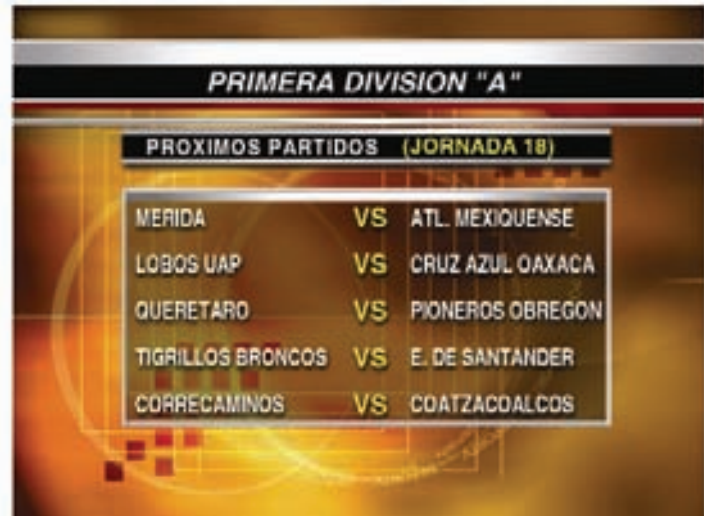 PRIMERA DIVISION "A"
PROXIMOS PARTIDOS (JORNADA 18)
MERIDA VS ATL. MEXIQUENSE
LOBOS UAP VS CRUZ AZUL OAXACA
QUERETARO VS PIONEROS OBREGON
TIGRILLOS BRONCOS VS E. DE SANTANDER
CORRECAMINOS VS COATZACOALCOS